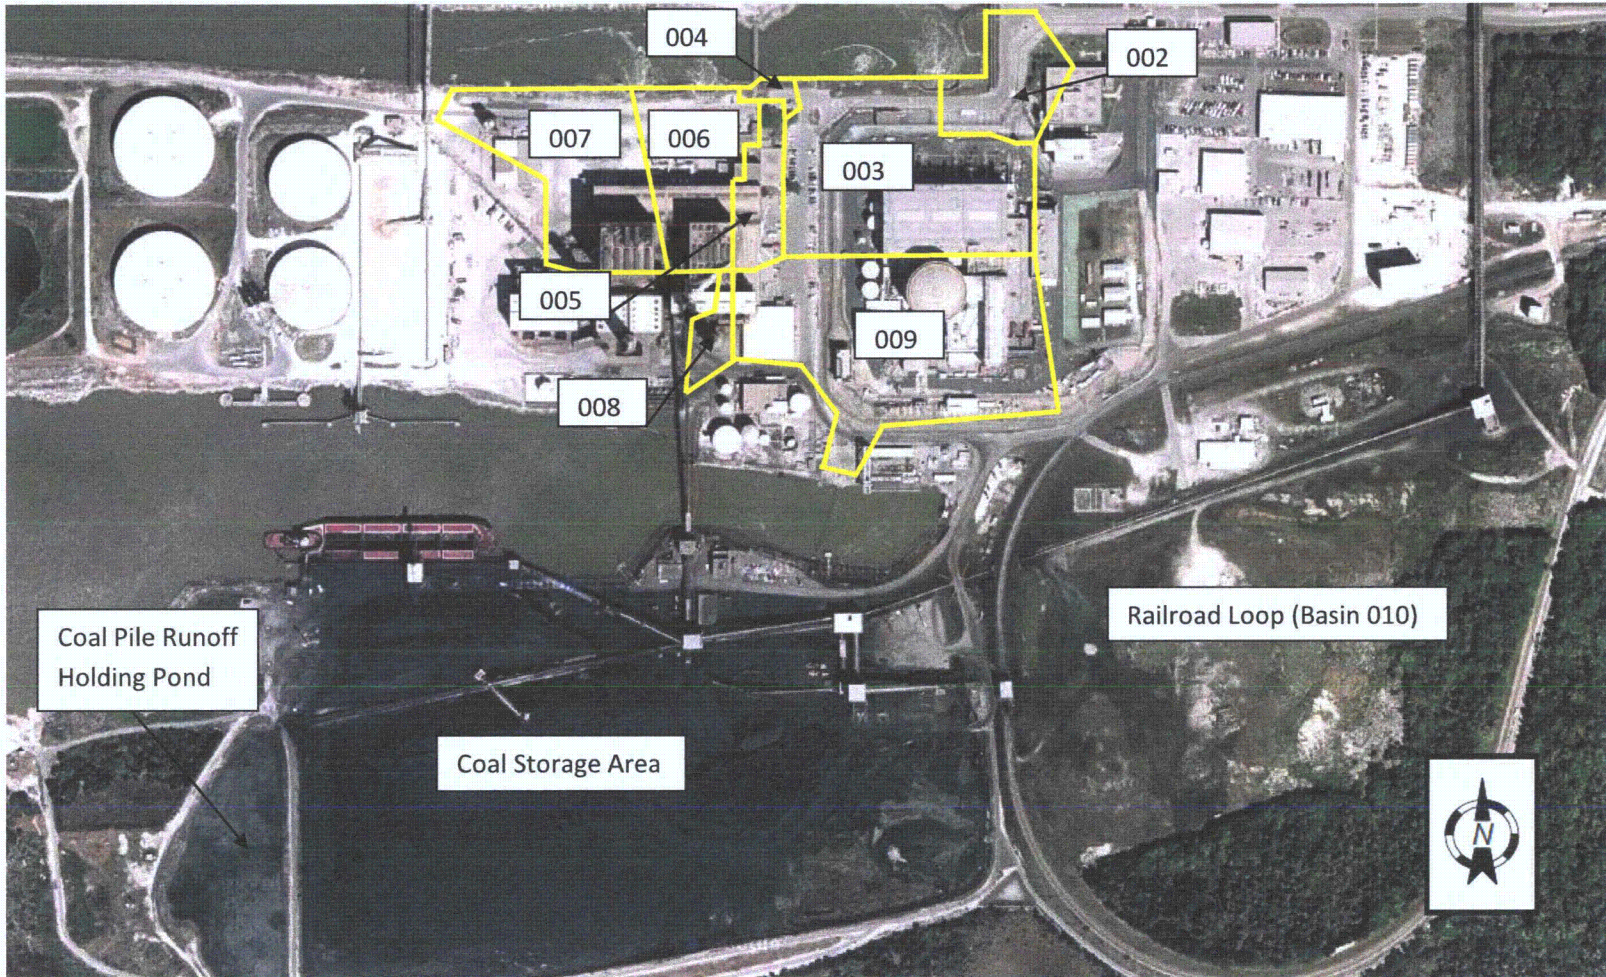 004
002
007
006
003
005
009
008
Railroad Loop (Basin 010)
Coal Pile Runoff
Holding Pond
Coal Storage Area
N